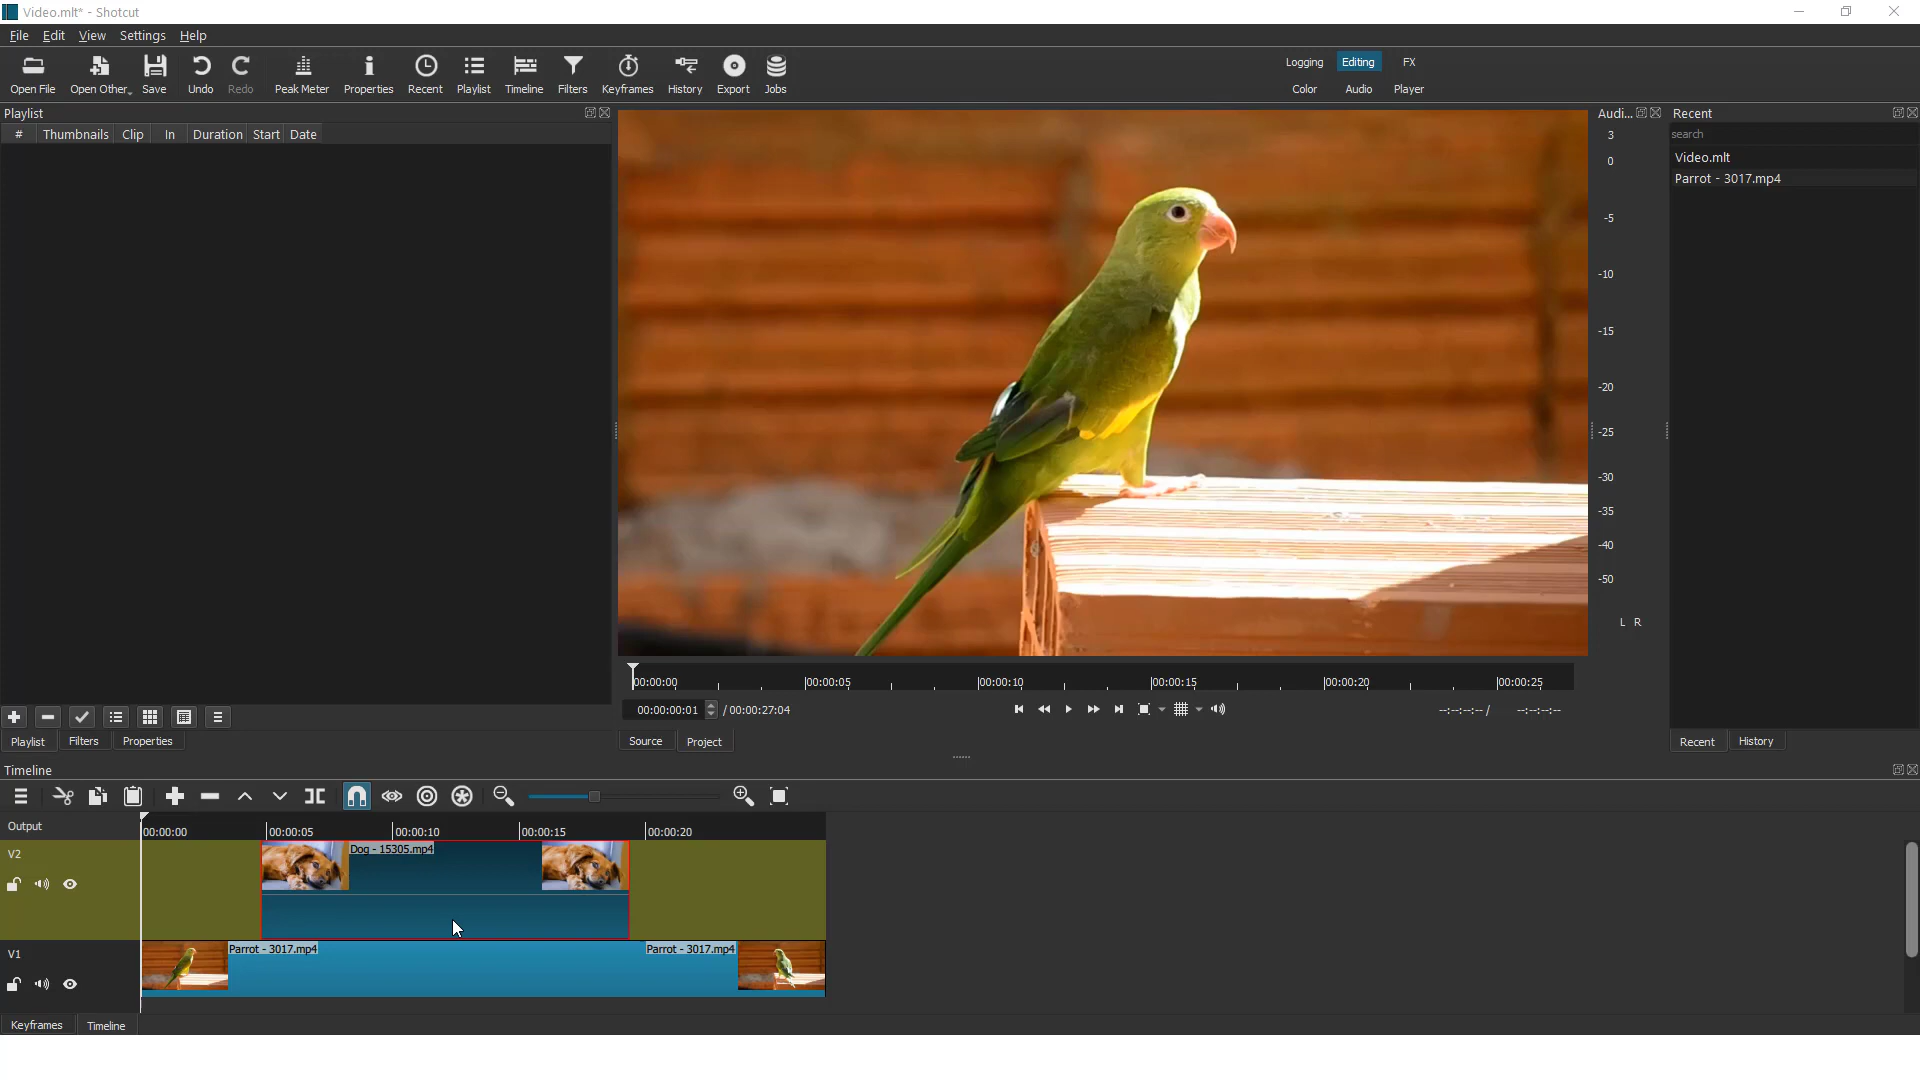 Video.mlt* - Shotcut
File Edit View Settings Help
Open File Open Other... Save Undo Redo Peak Meter Properties Recent Playlist Timeline Filters Keyframes History Export Jobs
Logging Editing FX
Color Audio Player
Playlist
# Thumbnails Clip In Duration Start Date
Audi...
3
0
-5
-10
-15
-20
-25
-30
-35
-40
-50
L R
Recent
search
Video.mlt
Parrot - 3017.mp4
00:00:00 00:00:05 00:00:10 00:00:15 00:00:20 00:00:25
00:00:00:01 / 00:00:27:04
--:--:--:-- / --:--:--:--
Playlist Filters Properties
Source Project
Recent History
Timeline
Output
00:00:00 00:00:05 00:00:10 00:00:15 00:00:20
V2
Dog - 15305.mp4
V1
Parrot - 3017.mp4 Parrot - 3017.mp4
Keyframes Timeline